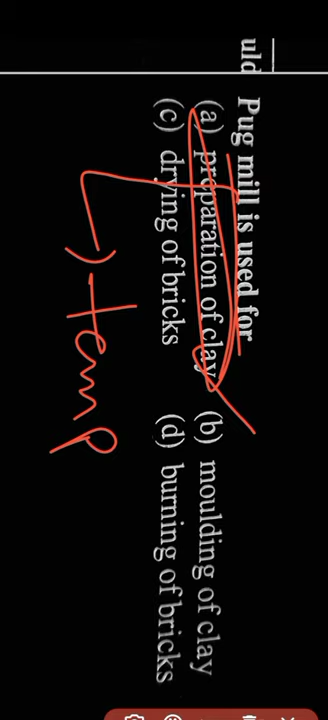 uld
Pug mill is used for
(a) preparation of clay (b) moulding of clay
(c) drying of bricks (d) burning of bricks
temp